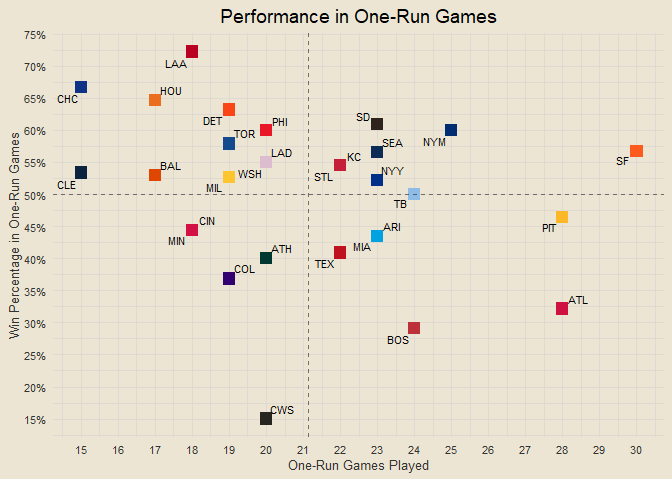 Performance in One-Run Games
75%
70%
65%
60%
55%
50%
45%
40%
35%
30%
25%
20%
15%
Win Percentage in One-Run Games
LAA
CHC
HOU
DET
TOR
PHI
SD
SEA
NYM
SF
CLE
BAL
MIL
WSH
LAD
STL
KC
NYY
TB
CIN
MIN
ATH
COL
ARI
MIA
TEX
PIT
ATL
BOS
CWS
15
16
17
18
19
20
21
22
23
24
25
26
27
28
29
30
One-Run Games Played